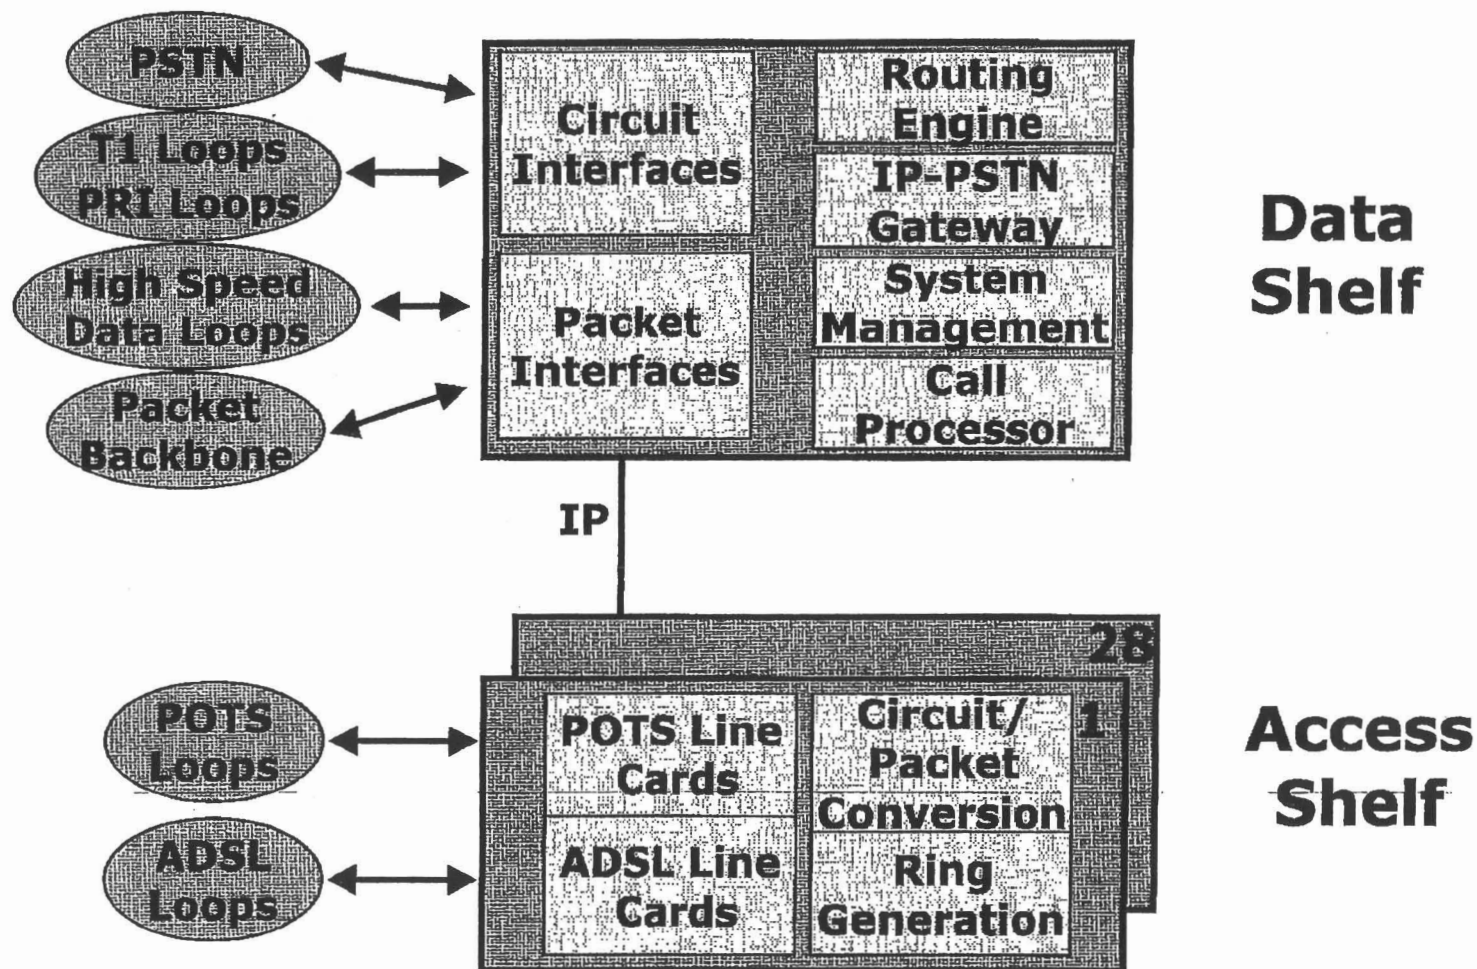 PSTN
T1 Loops
PRI Loops
High Speed
Data Loops
Packet
Backbone
Circuit
Interfaces
Packet
Interfaces
Routing
Engine
IP-PSTN
Gateway
System
Management
Call
Processor
Data
Shelf
IP
28
1
POTS
Loops
ADSL
Loops
POTS Line
Cards
ADSL Line
Cards
Circuit/
Packet
Conversion
Ring
Generation
Access
Shelf